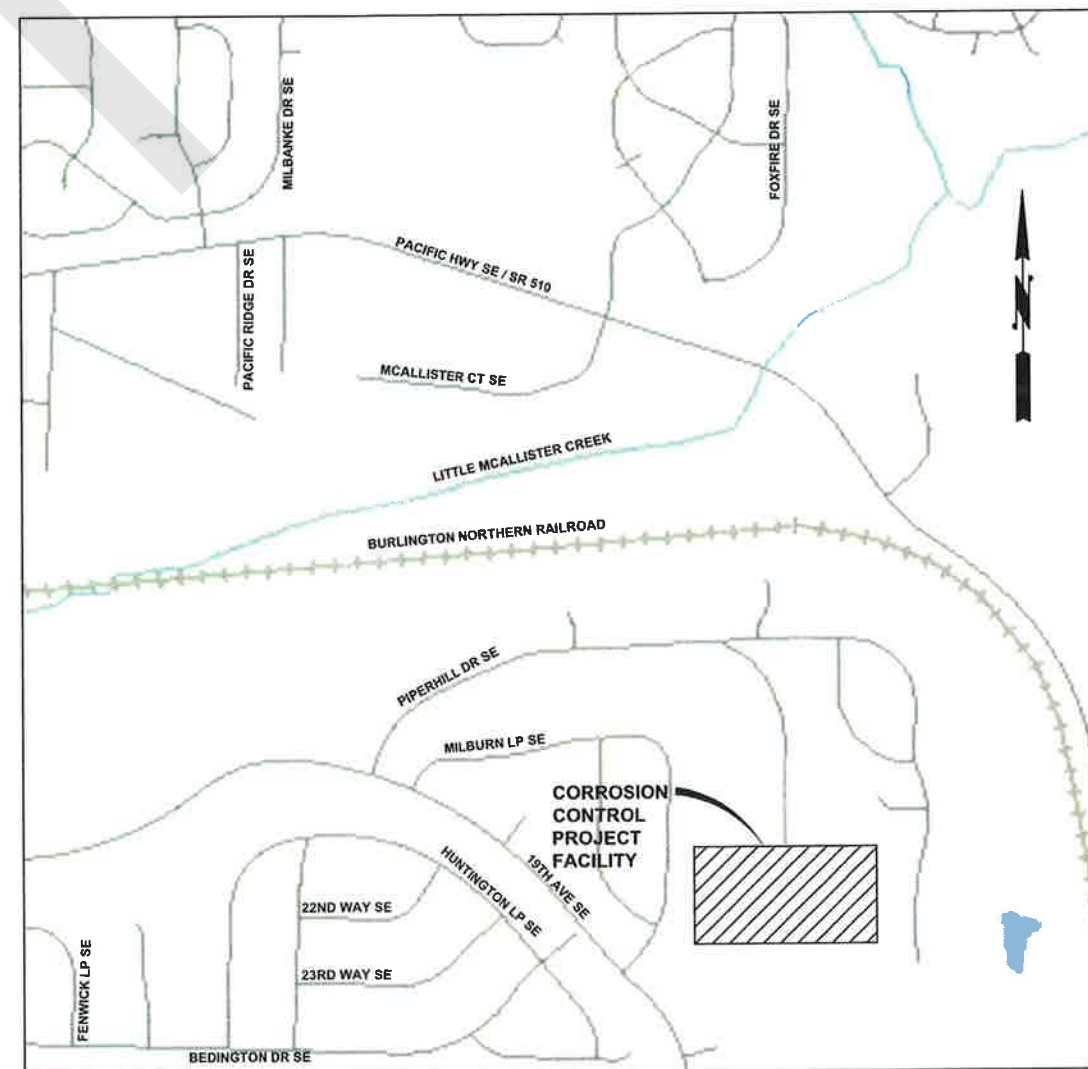 MILBANKE DR SE
FOXFIRE DR SE
PACIFIC HWY SE / SR 510
PACIFIC RIDGE DR SE
MCALLISTER CT SE
N
LITTLE MCALLISTER CREEK
BURLINGTON NORTHERN RAILROAD
PIPERHILL DR SE
MILBURN LP SE
CORROSION
CONTROL
PROJECT
FACILITY
19TH AVE SE
HUNTINGTON LP SE
22ND WAY SE
23RD WAY SE
FENWICK LP SE
BEDINGTON DR SE